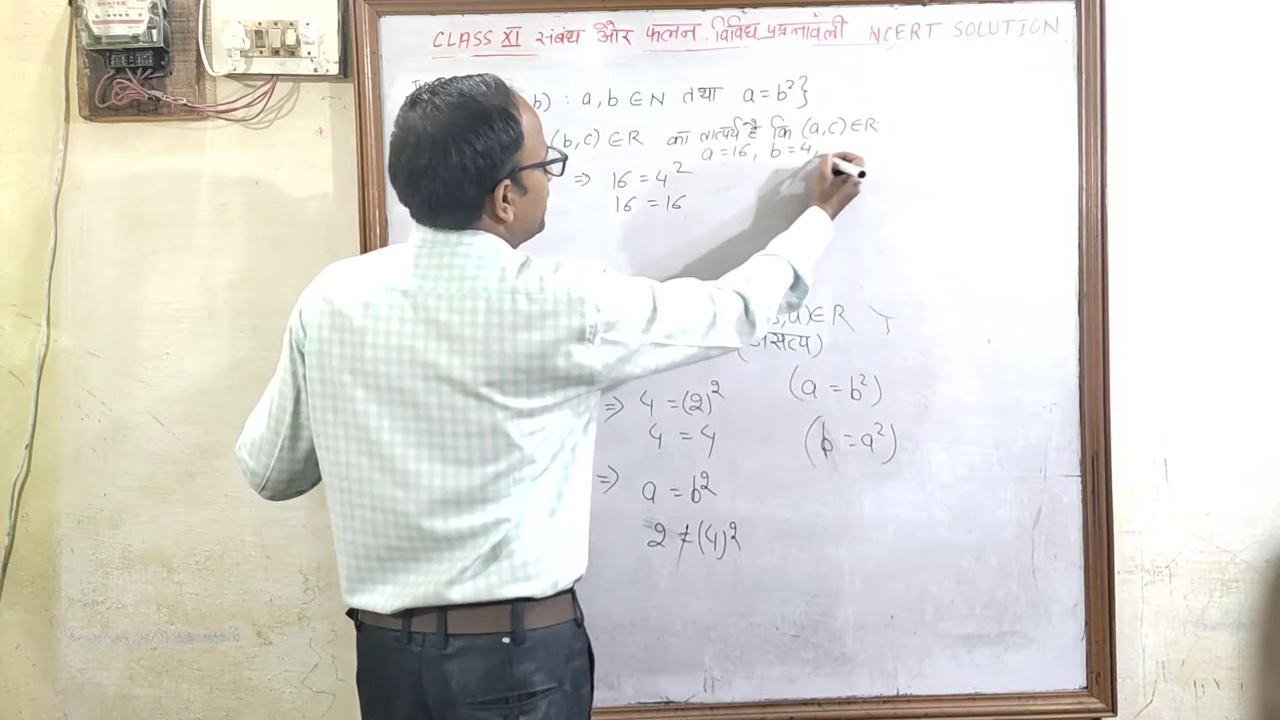 CLASS XI संबंध और फलन विविध प्रश्नावली NCERT SOLUTION
b) : a, b ∈ N तथा a = b²}
(b, c) ∈ R का तात्पर्य है कि (a, c) ∈ R
a = 16, b = 4,
⇒ 16 = 4²
16 = 16
a) ∈ R
(असत्य)
⇒ 4 = (2)² (a = b²)
4 = 4 (b = a²)
⇒ a = b²
2 ≠ (4)²